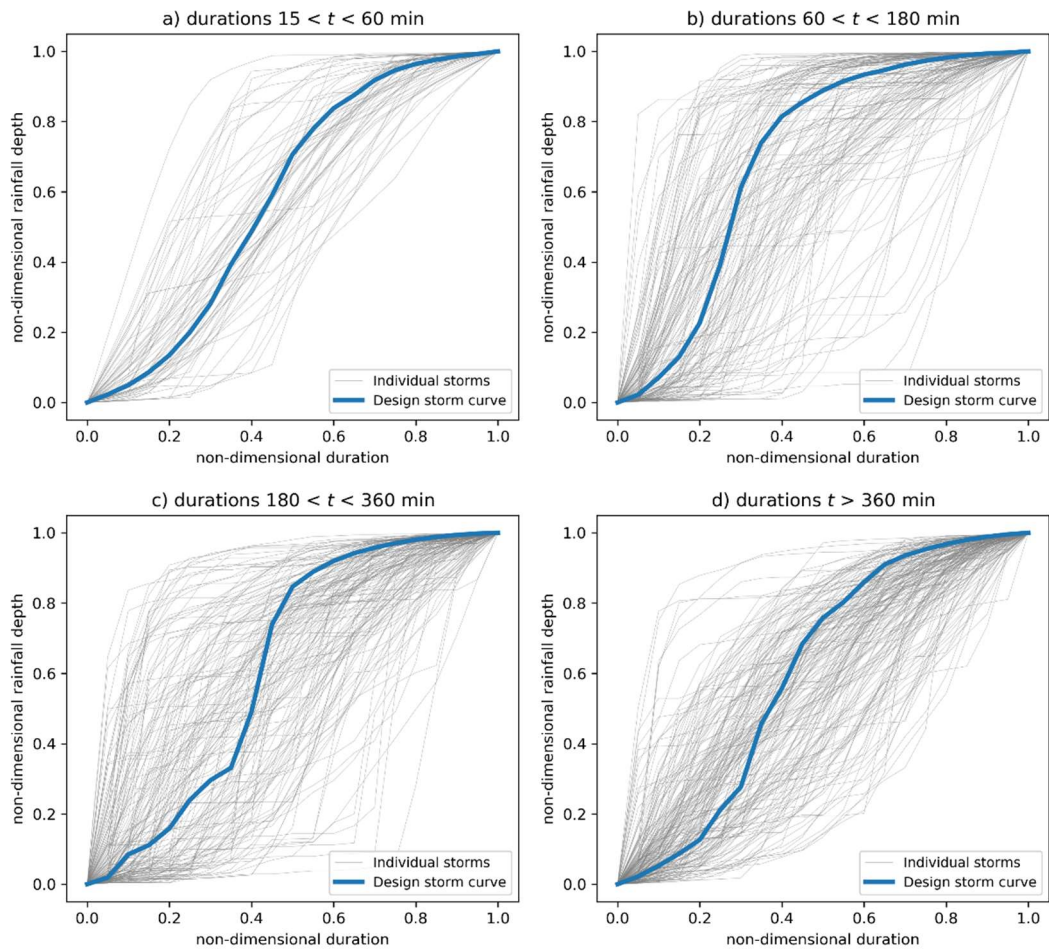 a) durations 15 < t < 60 min
1.0
0.8
0.6
0.4
0.2
0.0
non-dimensional rainfall depth
Individual storms
Design storm curve
0.0 0.2 0.4 0.6 0.8 1.0
non-dimensional duration
b) durations 60 < t < 180 min
1.0
0.8
0.6
0.4
0.2
0.0
non-dimensional rainfall depth
Individual storms
Design storm curve
0.0 0.2 0.4 0.6 0.8 1.0
non-dimensional duration
c) durations 180 < t < 360 min
1.0
0.8
0.6
0.4
0.2
0.0
non-dimensional rainfall depth
Individual storms
Design storm curve
0.0 0.2 0.4 0.6 0.8 1.0
non-dimensional duration
d) durations t > 360 min
1.0
0.8
0.6
0.4
0.2
0.0
non-dimensional rainfall depth
Individual storms
Design storm curve
0.0 0.2 0.4 0.6 0.8 1.0
non-dimensional duration